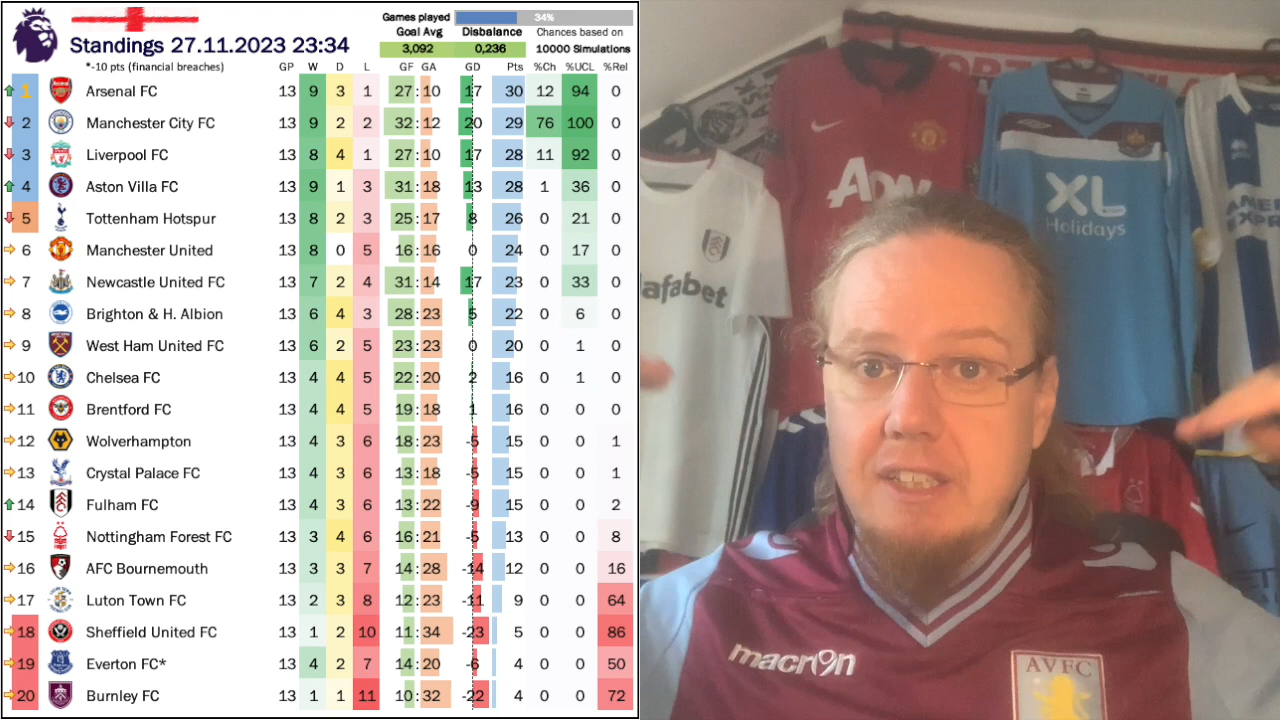 Games played 34%
Goal Avg Disbalance Chances based on
Standings 27.11.2023 23:34 3,092 0,236 10000 Simulations
*-10 pts (financial breaches) GP W D L GF GA GD Pts %Ch %UCL %Rel
1 Arsenal FC 13 9 3 1 27:10 17 30 12 94 0
2 Manchester City FC 13 9 2 2 32:12 20 29 76 100 0
3 Liverpool FC 13 8 4 1 27:10 17 28 11 92 0
4 Aston Villa FC 13 9 1 3 31:18 13 28 1 36 0
5 Tottenham Hotspur 13 8 2 3 25:17 8 26 0 21 0
6 Manchester United 13 8 0 5 16:16 0 24 0 17 0
7 Newcastle United FC 13 7 2 4 31:14 17 23 0 33 0
8 Brighton & H. Albion 13 6 4 3 28:23 5 22 0 6 0
9 West Ham United FC 13 6 2 5 23:23 0 20 0 1 0
10 Chelsea FC 13 4 4 5 22:20 2 16 0 1 0
11 Brentford FC 13 4 4 5 19:18 1 16 0 0 0
12 Wolverhampton 13 4 3 6 18:23 -5 15 0 0 1
13 Crystal Palace FC 13 4 3 6 13:18 -5 15 0 0 1
14 Fulham FC 13 4 3 6 13:22 -9 15 0 0 2
15 Nottingham Forest FC 13 3 4 6 16:21 -5 13 0 0 8
16 AFC Bournemouth 13 3 3 7 14:28 -14 12 0 0 16
17 Luton Town FC 13 2 3 8 12:23 -11 9 0 0 64
18 Sheffield United FC 13 1 2 10 11:34 -23 5 0 0 86
19 Everton FC* 13 4 2 7 14:20 -6 4 0 0 50
20 Burnley FC 13 1 1 11 10:32 -22 4 0 0 72
AON
XL
Holidays
lafabet
macron
AVFC